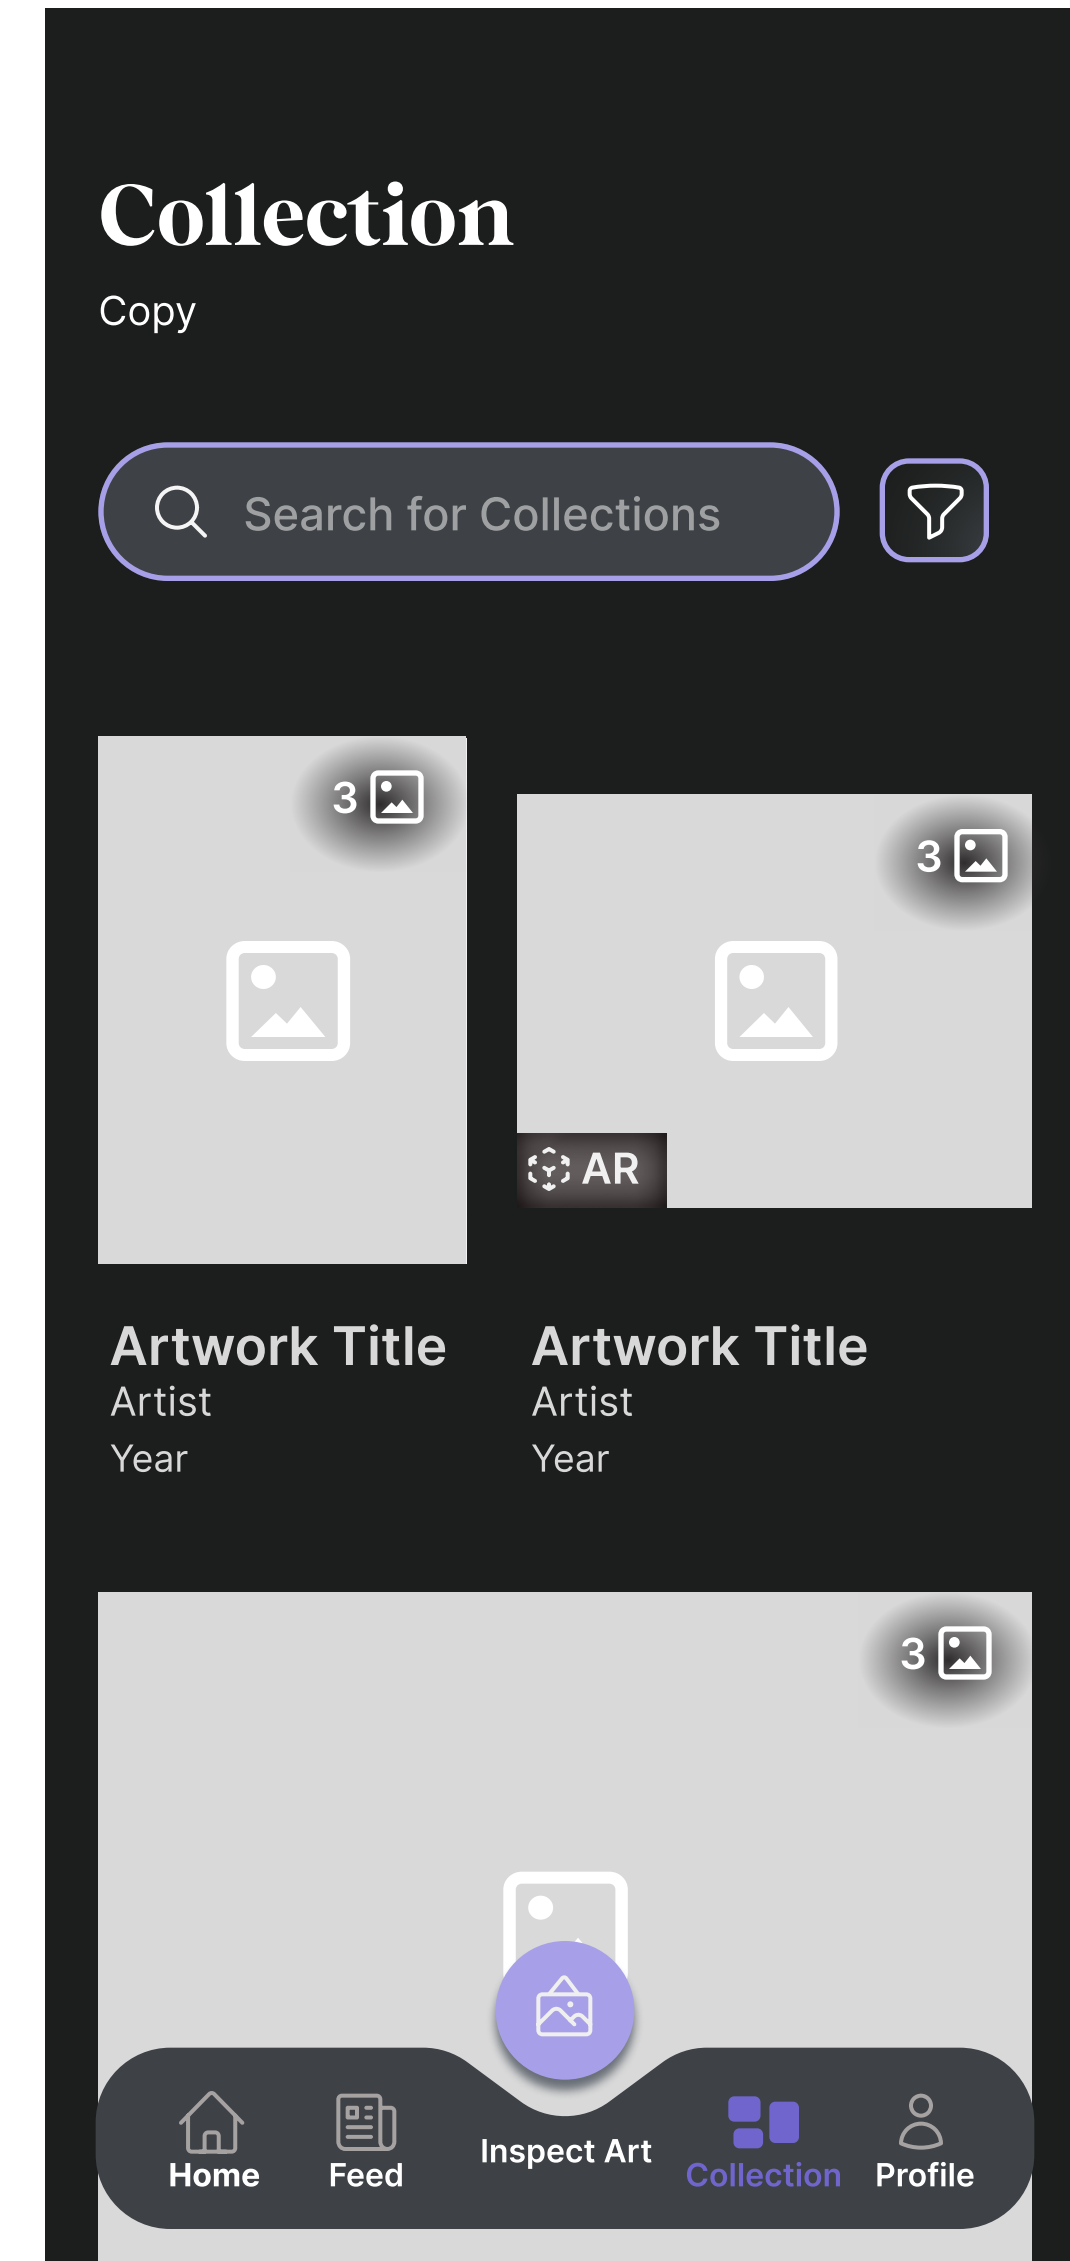 Collection
Copy
Search for Collections
3
3
AR
Artwork Title
Artist
Year
Artwork Title
Artist
Year
3
Home
Feed
Inspect Art
Collection
Profile